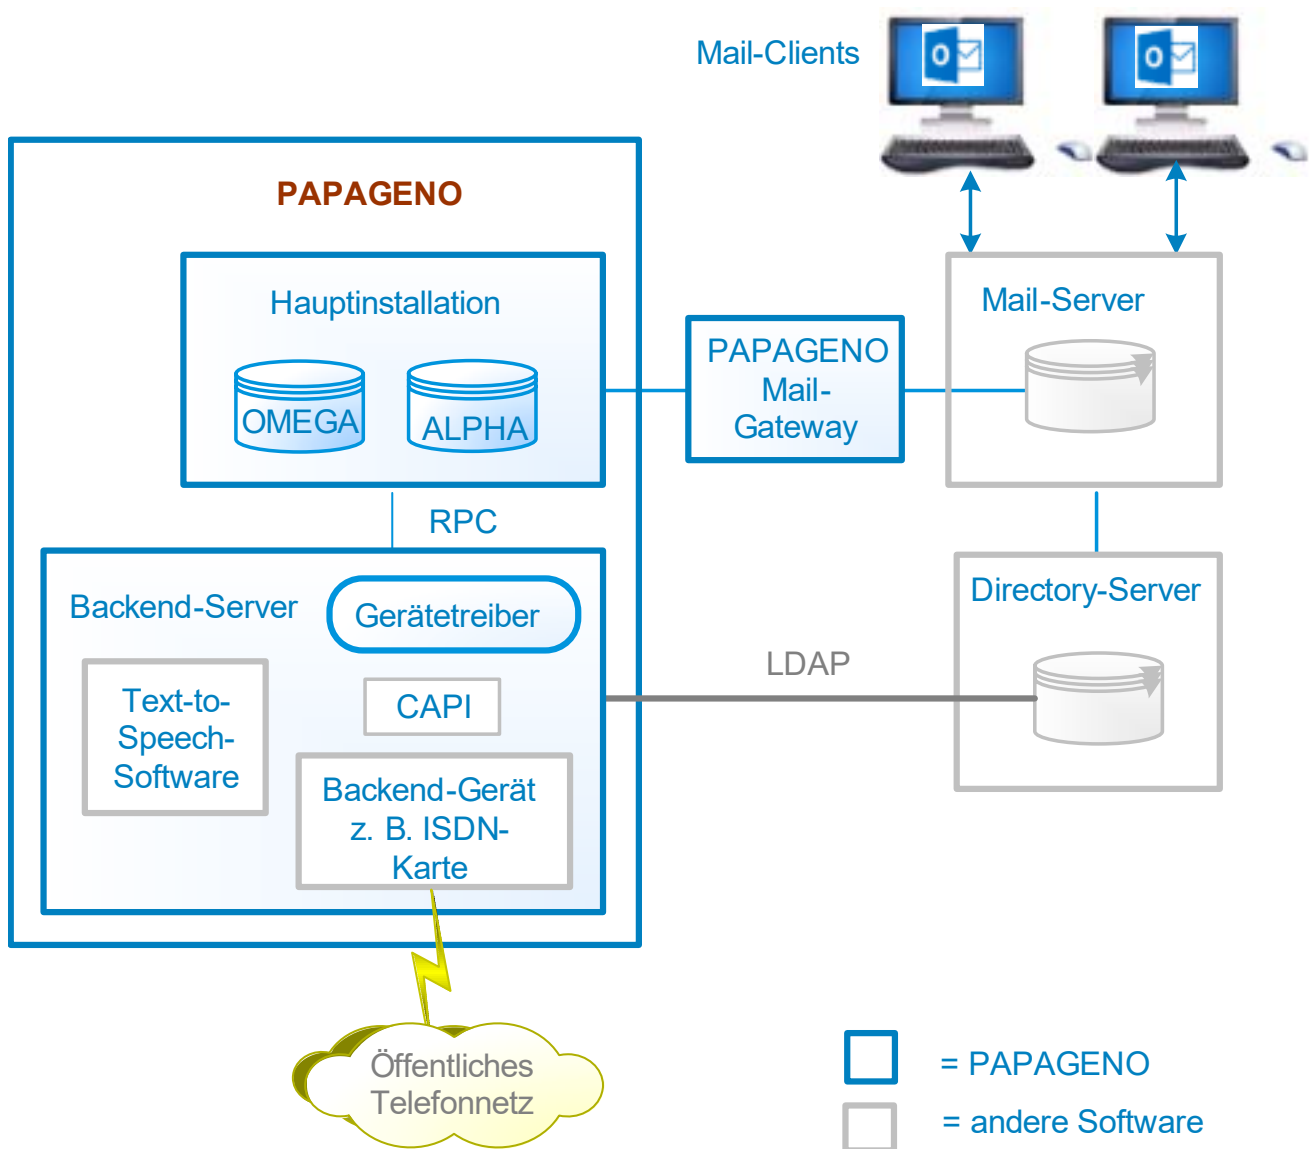 Mail-Clients
PAPAGENO
Hauptinstallation
OMEGA
ALPHA
PAPAGENO
Mail-
Gateway
Mail-Server
RPC
Backend-Server
Gerätetreiber
Text-to-
Speech-
Software
CAPI
Backend-Gerät
z. B. ISDN-
Karte
LDAP
Directory-Server
Öffentliches
Telefonnetz
= PAPAGENO
= andere Software